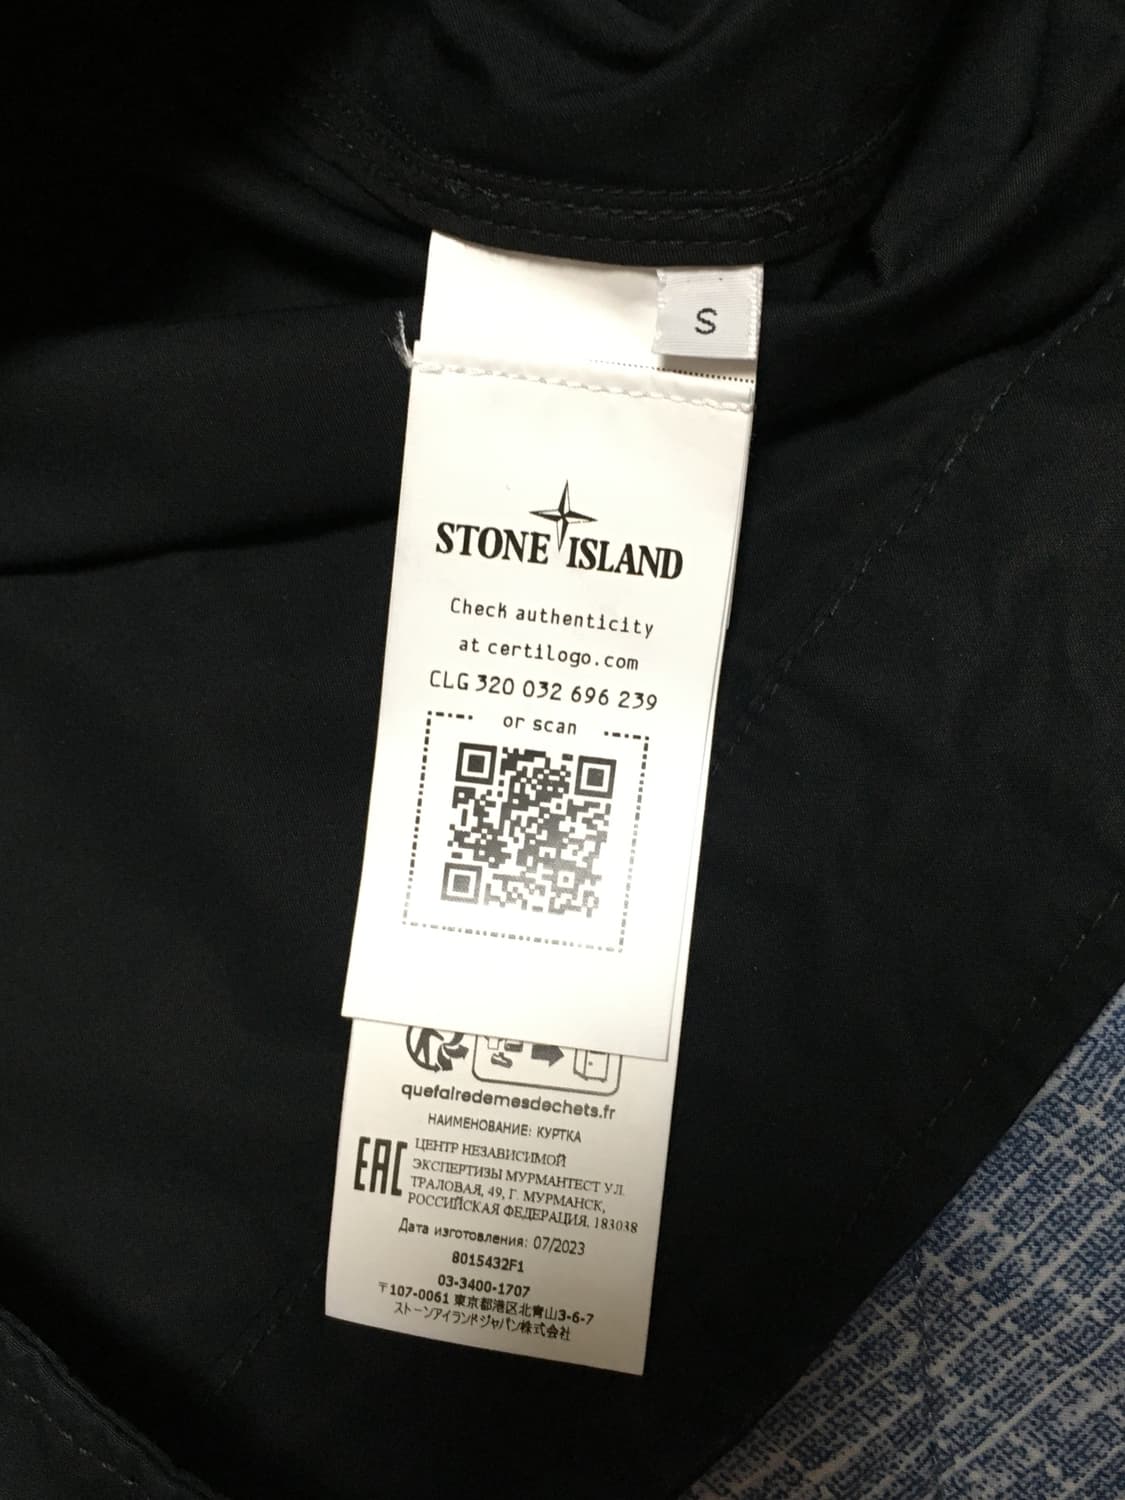 S
STONE ISLAND
Check authenticity
at certilogo.com
CLG 320 032 696 239
or scan
quefairedemesdechets.fr
НАИМЕНОВАНИЕ: КУРТКА
EAC
ЦЕНТР НЕЗАВИСИМОЙ
ЭКСПЕРТИЗЫ МУРМАНТЕСТ УЛ.
ТРАЛОВАЯ, 49, Г. МУРМАНСК,
РОССИЙСКАЯ ФЕДЕРАЦИЯ, 183038
Дата изготовления: 07/2023
8015432F1
03-3400-1707
〒107-0061 東京都港区北青山3-6-7
ストーンアイランドジャパン株式会社